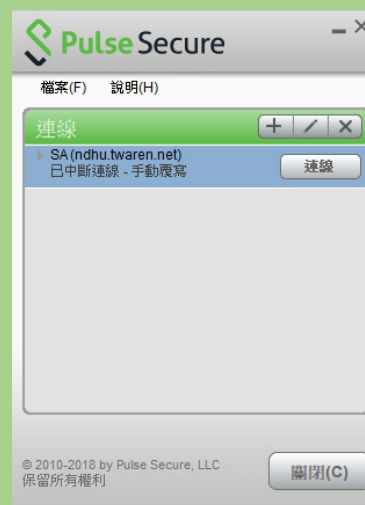 Pulse Secure
檔案(F) 說明(H)
連線
SA (ndhu.twaren.net)
已中斷連線 - 手動覆寫
連線
© 2010-2018 by Pulse Secure, LLC
保留所有權利
關閉(C)